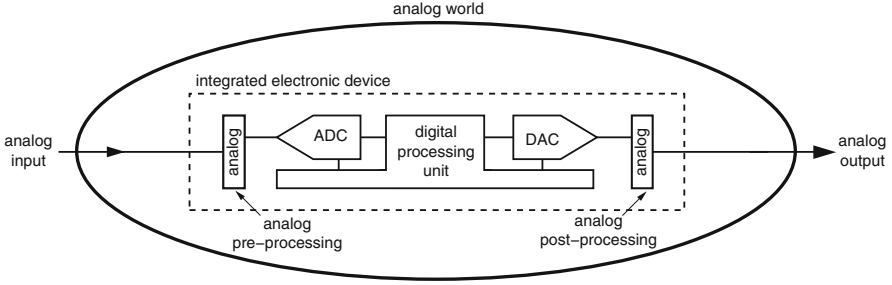 analog world
integrated electronic device
analog
input
analog
ADC
digital
processing
unit
DAC
analog
analog
output
analog
pre–processing
analog
post–processing